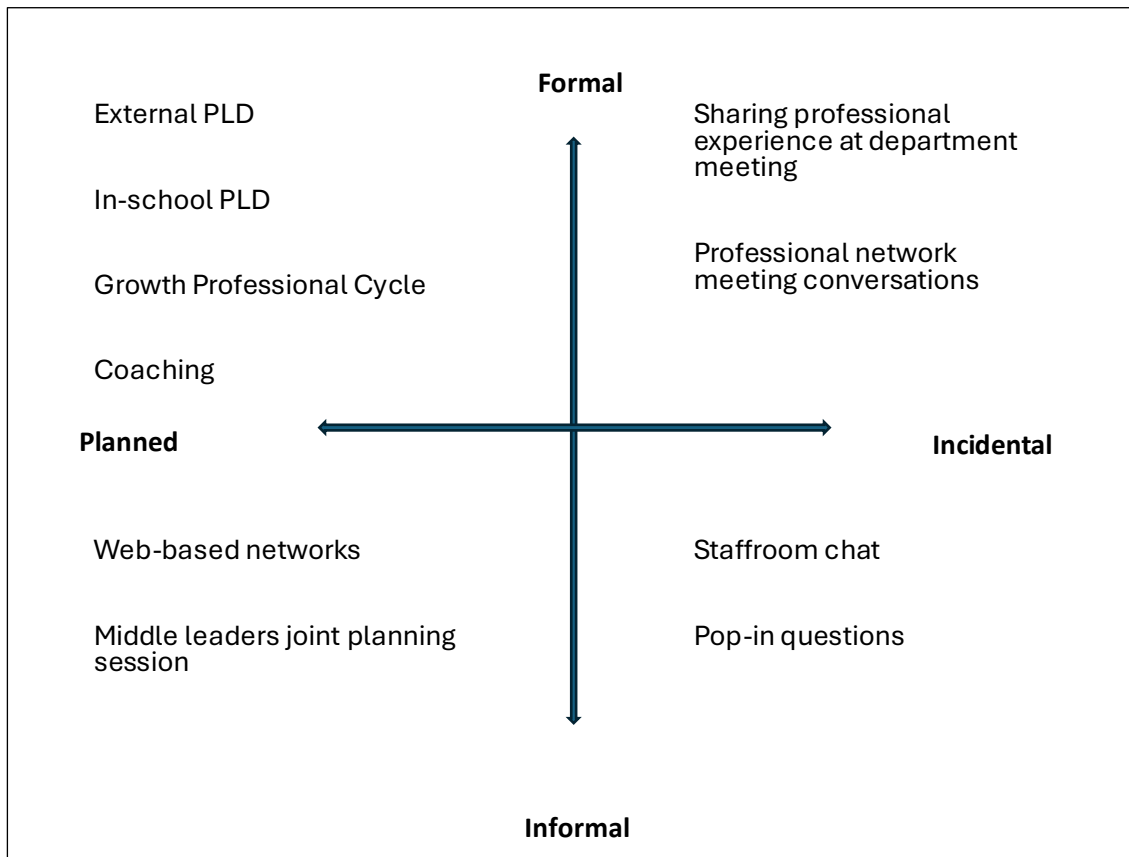 Formal
External PLD
In-school PLD
Growth Professional Cycle
Coaching
Sharing professional
experience at department
meeting
Professional network
meeting conversations
Planned
Incidental
Web-based networks
Middle leaders joint planning
session
Staffroom chat
Pop-in questions
Informal